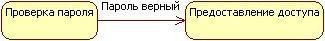 Проверка пароля
Пароль верный
Предоставление доступа